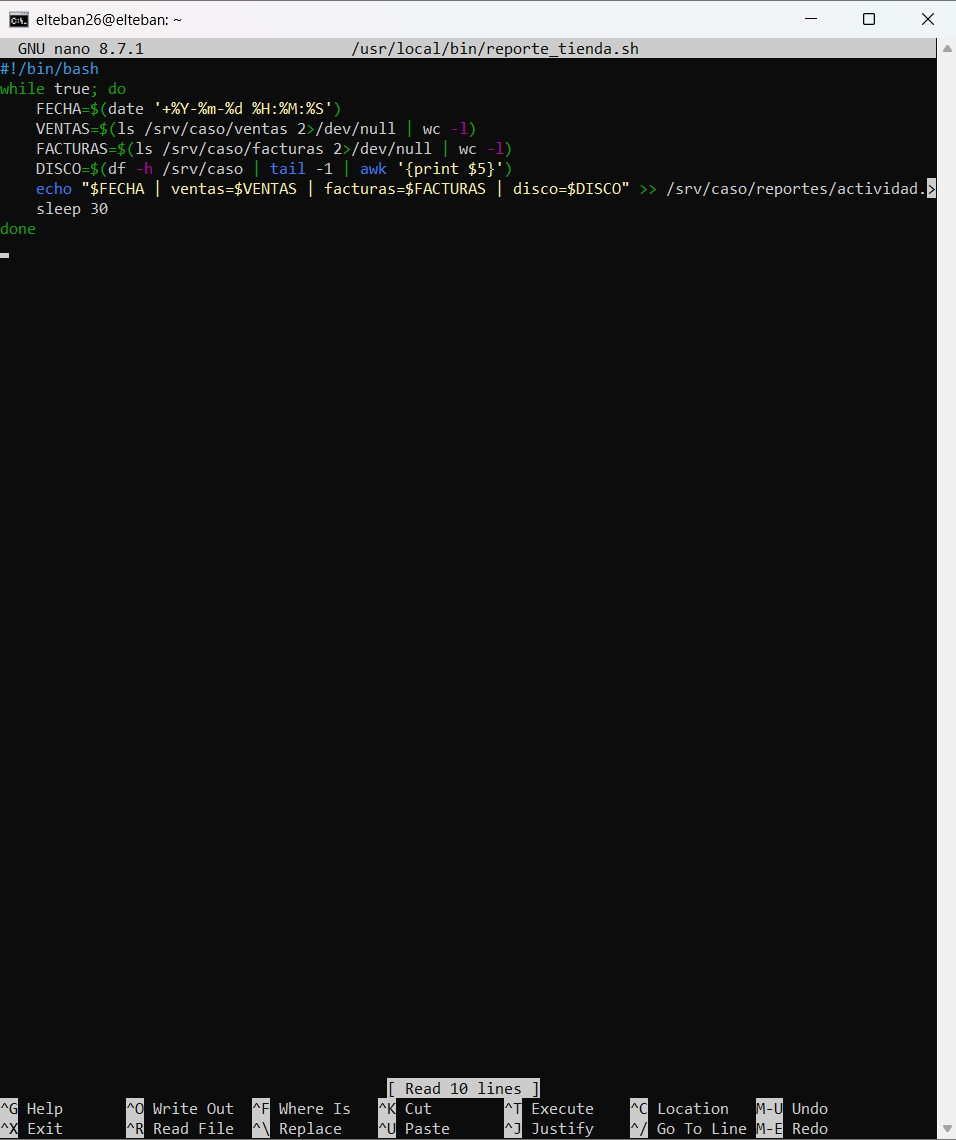 elteban26@elteban: ~
GNU nano 8.7.1 /usr/local/bin/reporte_tienda.sh
#!/bin/bash
while true; do
    FECHA=$(date '+%Y-%m-%d %H:%M:%S')
    VENTAS=$(ls /srv/caso/ventas 2>/dev/null | wc -l)
    FACTURAS=$(ls /srv/caso/facturas 2>/dev/null | wc -l)
    DISCO=$(df -h /srv/caso | tail -1 | awk '{print $5}')
    echo "$FECHA | ventas=$VENTAS | facturas=$FACTURAS | disco=$DISCO" >> /srv/caso/reportes/actividad.>
    sleep 30
done
[ Read 10 lines ]
^G Help ^O Write Out ^F Where Is ^K Cut ^T Execute ^C Location M-U Undo
^X Exit ^R Read File ^\ Replace ^U Paste ^J Justify ^/ Go To Line M-E Redo